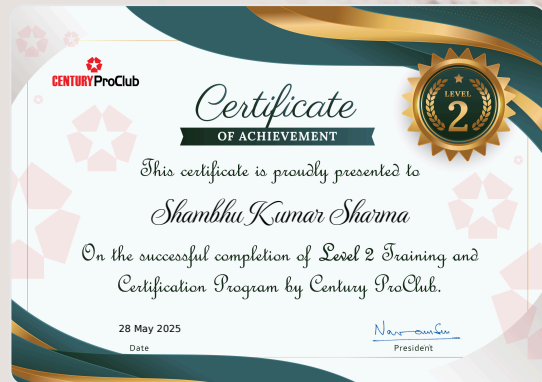 CENTURY ProClub
LEVEL
2
Certificate
OF ACHIEVEMENT
This certificate is proudly presented to
Shambhu Kumar Sharma
On the successful completion of Level 2 Training and
Certification Program by Century ProClub.
28 May 2025
Date
President